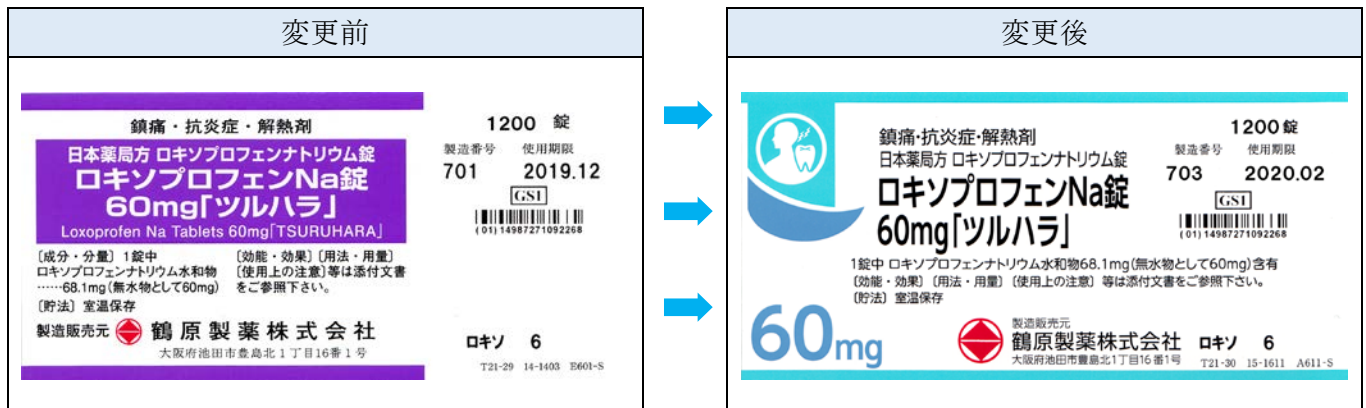 変更前
鎮痛・抗炎症・解熱剤
日本薬局方 ロキソプロフェンナトリウム錠
ロキソプロフェンNa錠
60mg「ツルハラ」
Loxoprofen Na Tablets 60mg「TSURUHARA」
〔成分・分量〕1錠中
ロキソプロフェンナトリウム水和物
……68.1mg(無水物として60mg)
〔貯法〕室温保存
〔効能・効果〕〔用法・用量〕
〔使用上の注意〕等は添付文書
をご参照下さい。
製造販売元 鶴原製薬株式会社
大阪府池田市豊島北1丁目16番1号
1200 錠
製造番号 使用期限
701 2019.12
GS1
(01)14987271092268
ロキソ 6
T21-29 14-1403 E601-S
変更後
鎮痛・抗炎症・解熱剤
日本薬局方 ロキソプロフェンナトリウム錠
ロキソプロフェンNa錠
60mg「ツルハラ」
1200錠
製造番号 使用期限
703 2020.02
GS1
(01)14987271092268
1錠中 ロキソプロフェンナトリウム水和物68.1mg(無水物として60mg)含有
〔効能・効果〕〔用法・用量〕〔使用上の注意〕等は添付文書をご参照下さい。
〔貯法〕室温保存
60mg
製造販売元
鶴原製薬株式会社
大阪府池田市豊島北1丁目16番1号
ロキソ 6
T21-30 15-1611 A611-S